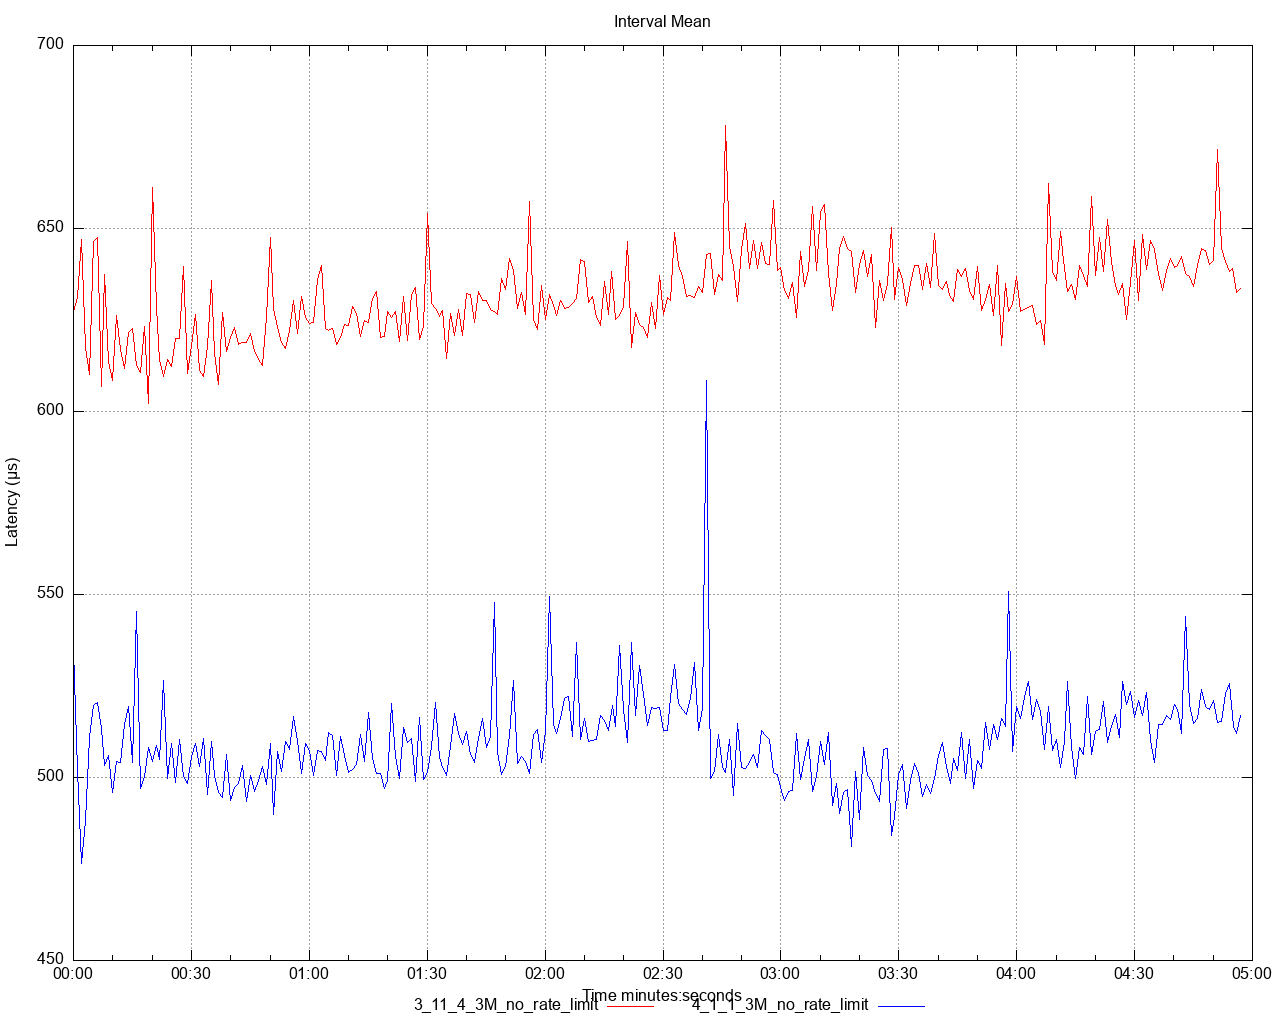 Interval Mean
700
650
600
550
500
450
Latency (µs)
00:00 00:30 01:00 01:30 02:00 02:30 03:00 03:30 04:00 04:30 05:00
Time minutes:seconds
3_11_4_3M_no_rate_limit 4_1_1_3M_no_rate_limit